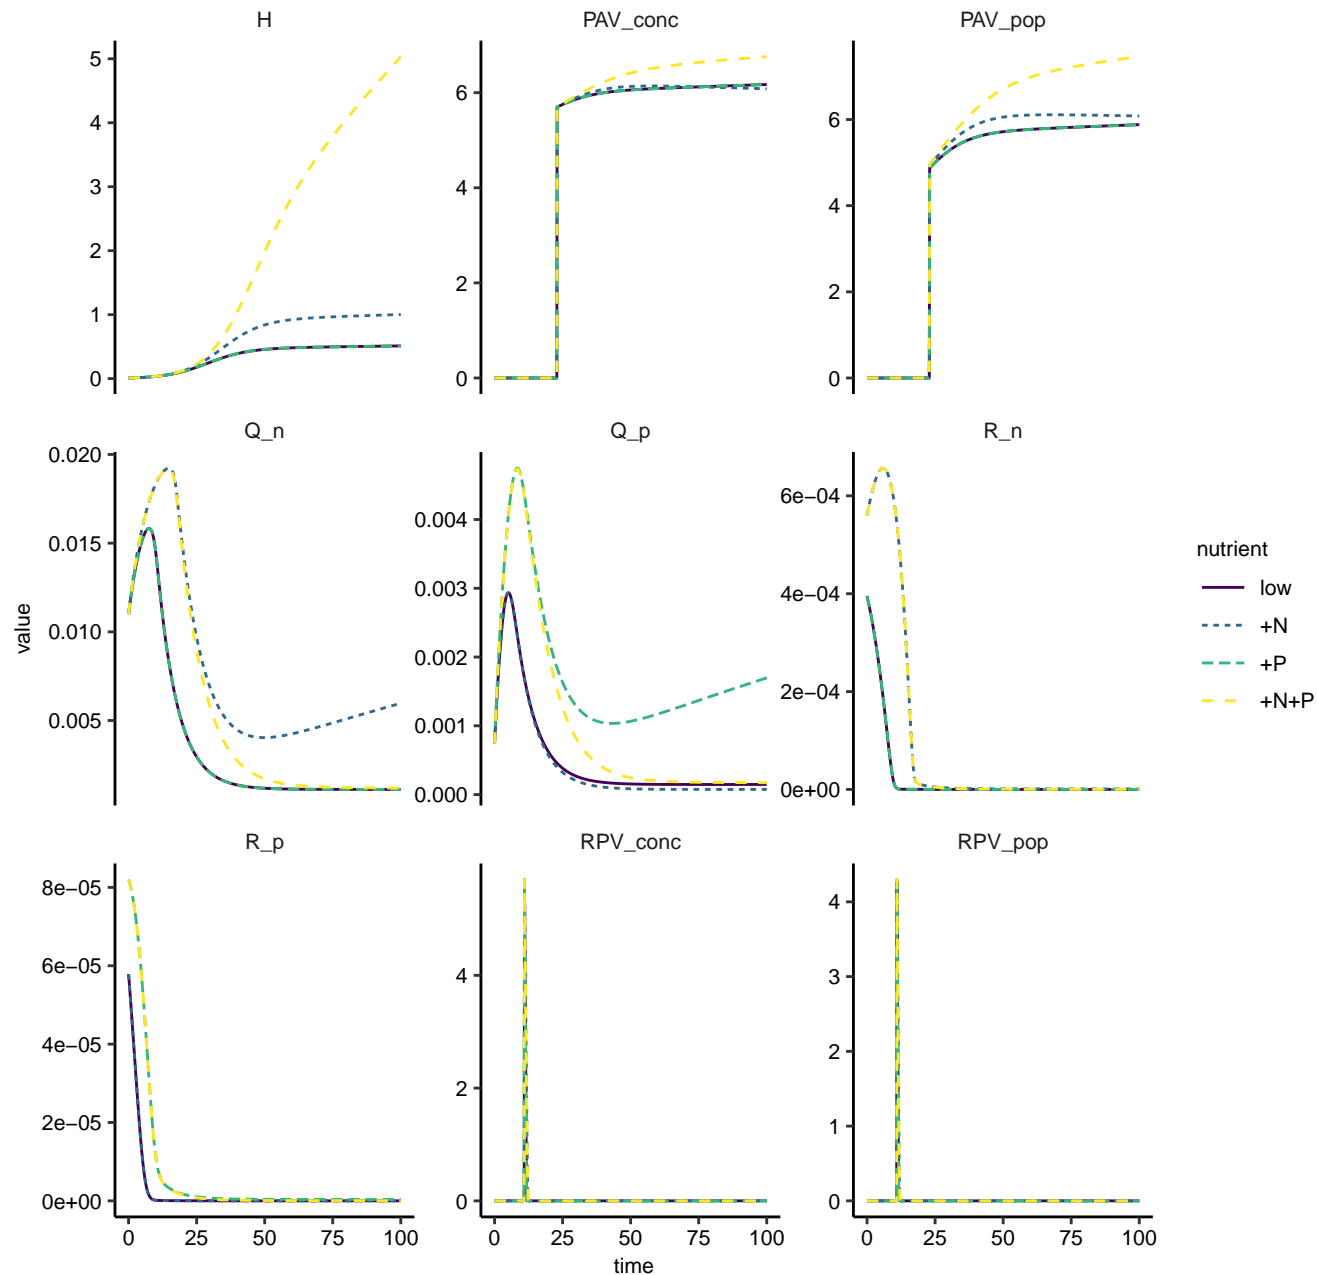 H
PAV_conc
PAV_pop
5
4
3
2
1
0
6
4
2
0
6
4
2
0
Q_n
Q_p
R_n
0.020
0.015
0.010
0.005
0.004
0.003
0.002
0.001
0.000
6e−04
4e−04
2e−04
0e+00
R_p
RPV_conc
RPV_pop
8e−05
6e−05
4e−05
2e−05
0e+00
4
2
0
4
3
2
1
0
0 25 50 75 100
0 25 50 75 100
0 25 50 75 100
time
value
nutrient
low
+N
+P
+N+P